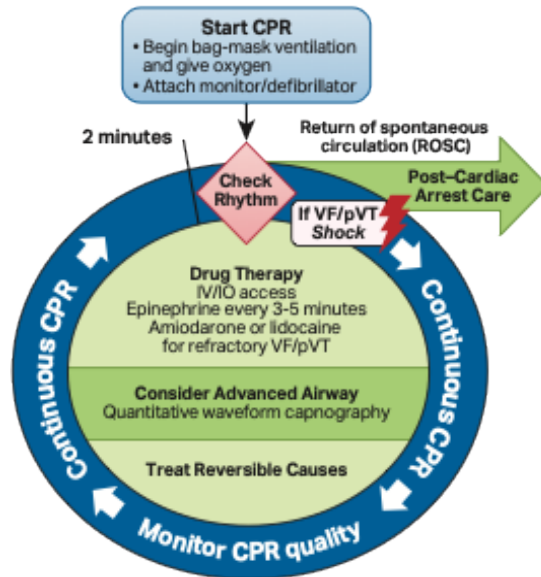 Start CPR
• Begin bag-mask ventilation
and give oxygen
• Attach monitor/defibrillator
2 minutes
Return of spontaneous
circulation (ROSC)
Check
Rhythm
Post–Cardiac
Arrest Care
If VF/pVT
Shock
Drug Therapy
IV/IO access
Epinephrine every 3-5 minutes
Amiodarone or lidocaine
for refractory VF/pVT
Consider Advanced Airway
Quantitative waveform capnography
Treat Reversible Causes
Continuous CPR
Continuous CPR
Monitor CPR quality